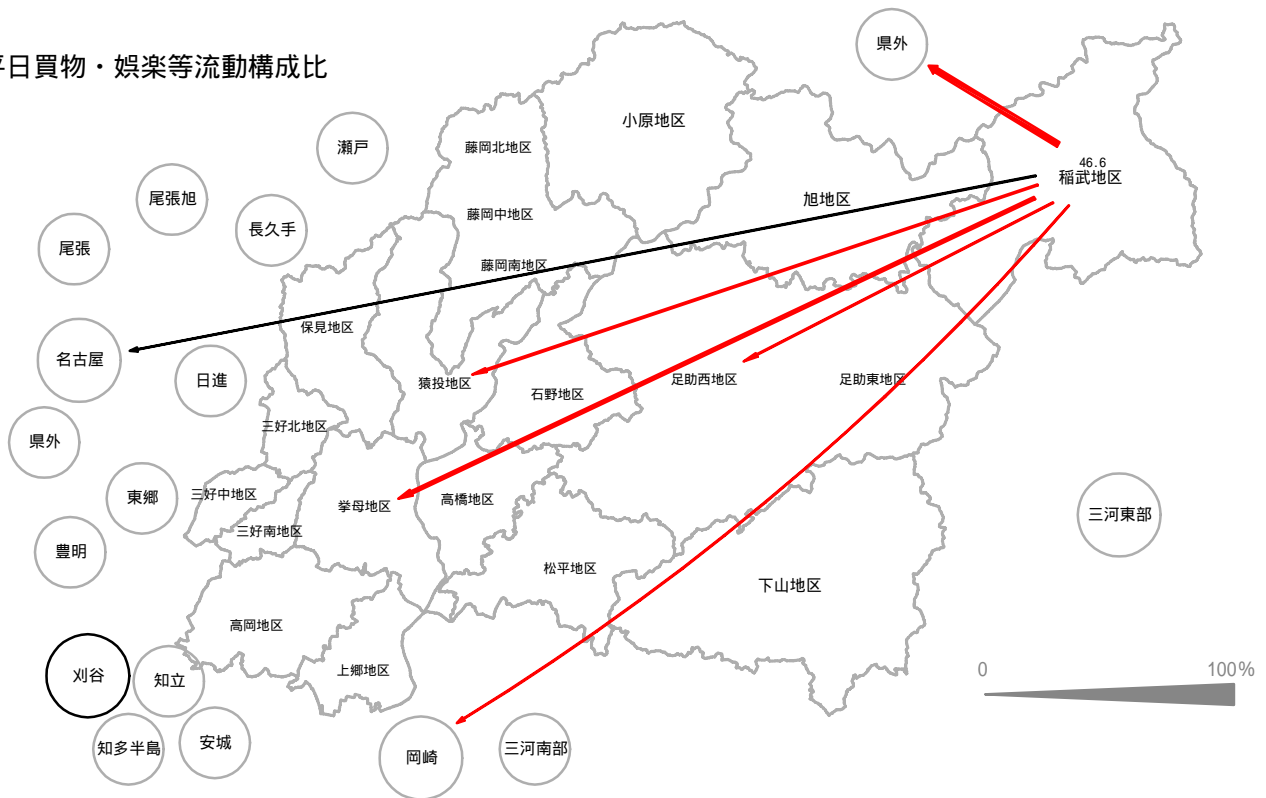 平日買物・娯楽等流動構成比
県外
小原地区
瀬戸
藤岡北地区
46.6
稲武地区
尾張旭
旭地区
藤岡中地区
長久手
尾張
藤岡南地区
保見地区
名古屋
日進
猿投地区
石野地区
足助西地区
足助東地区
三好北地区
県外
東郷
三好中地区
挙母地区
高橋地区
三河東部
三好南地区
豊明
松平地区
下山地区
高岡地区
刈谷
知立
上郷地区
0
100%
知多半島
安城
岡崎
三河南部